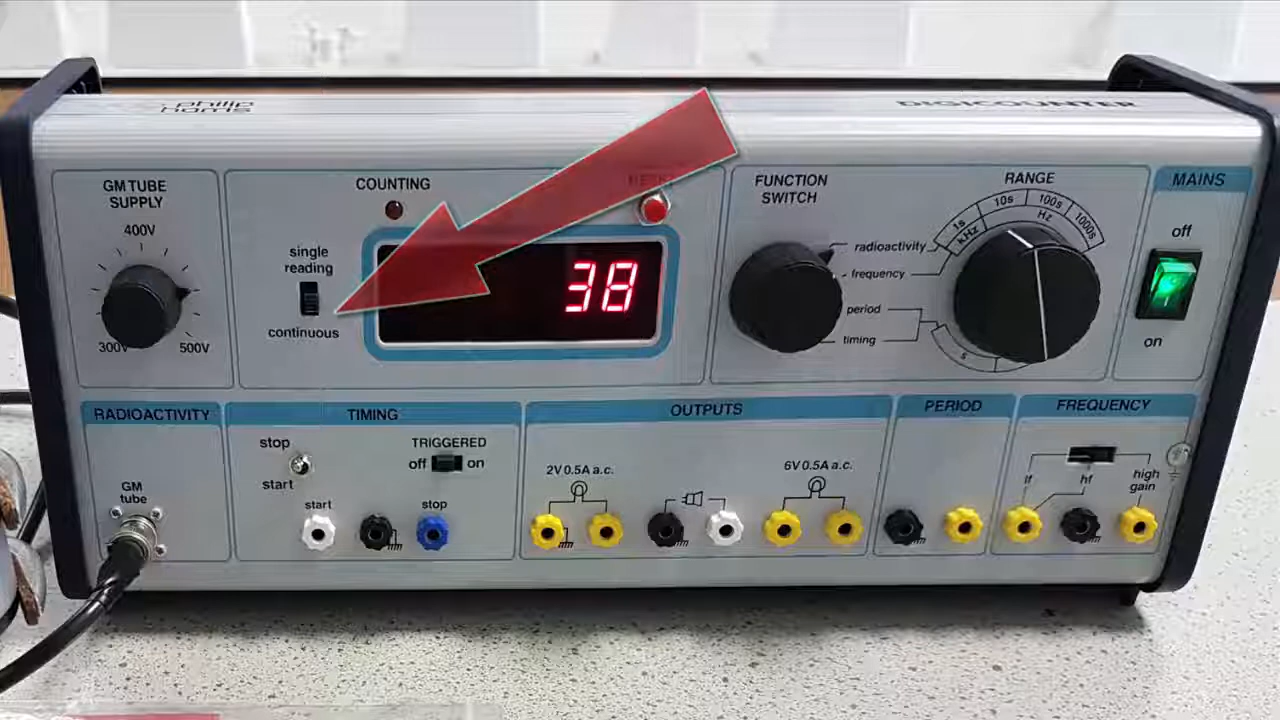 philip
harris
DIGICOUNTER
GM TUBE
SUPPLY
400V
300V
500V
COUNTING
RESET
single
reading
continuous
38
FUNCTION
SWITCH
radioactivity
frequency
period
timing
RANGE
1s
10s
100s
1000s
kHz
Hz
s
MAINS
off
on
RADIOACTIVITY
GM
tube
TIMING
stop
start
TRIGGERED
off on
start
stop
OUTPUTS
2V 0.5A a.c.
6V 0.5A a.c.
PERIOD
FREQUENCY
lf
hf
high
gain